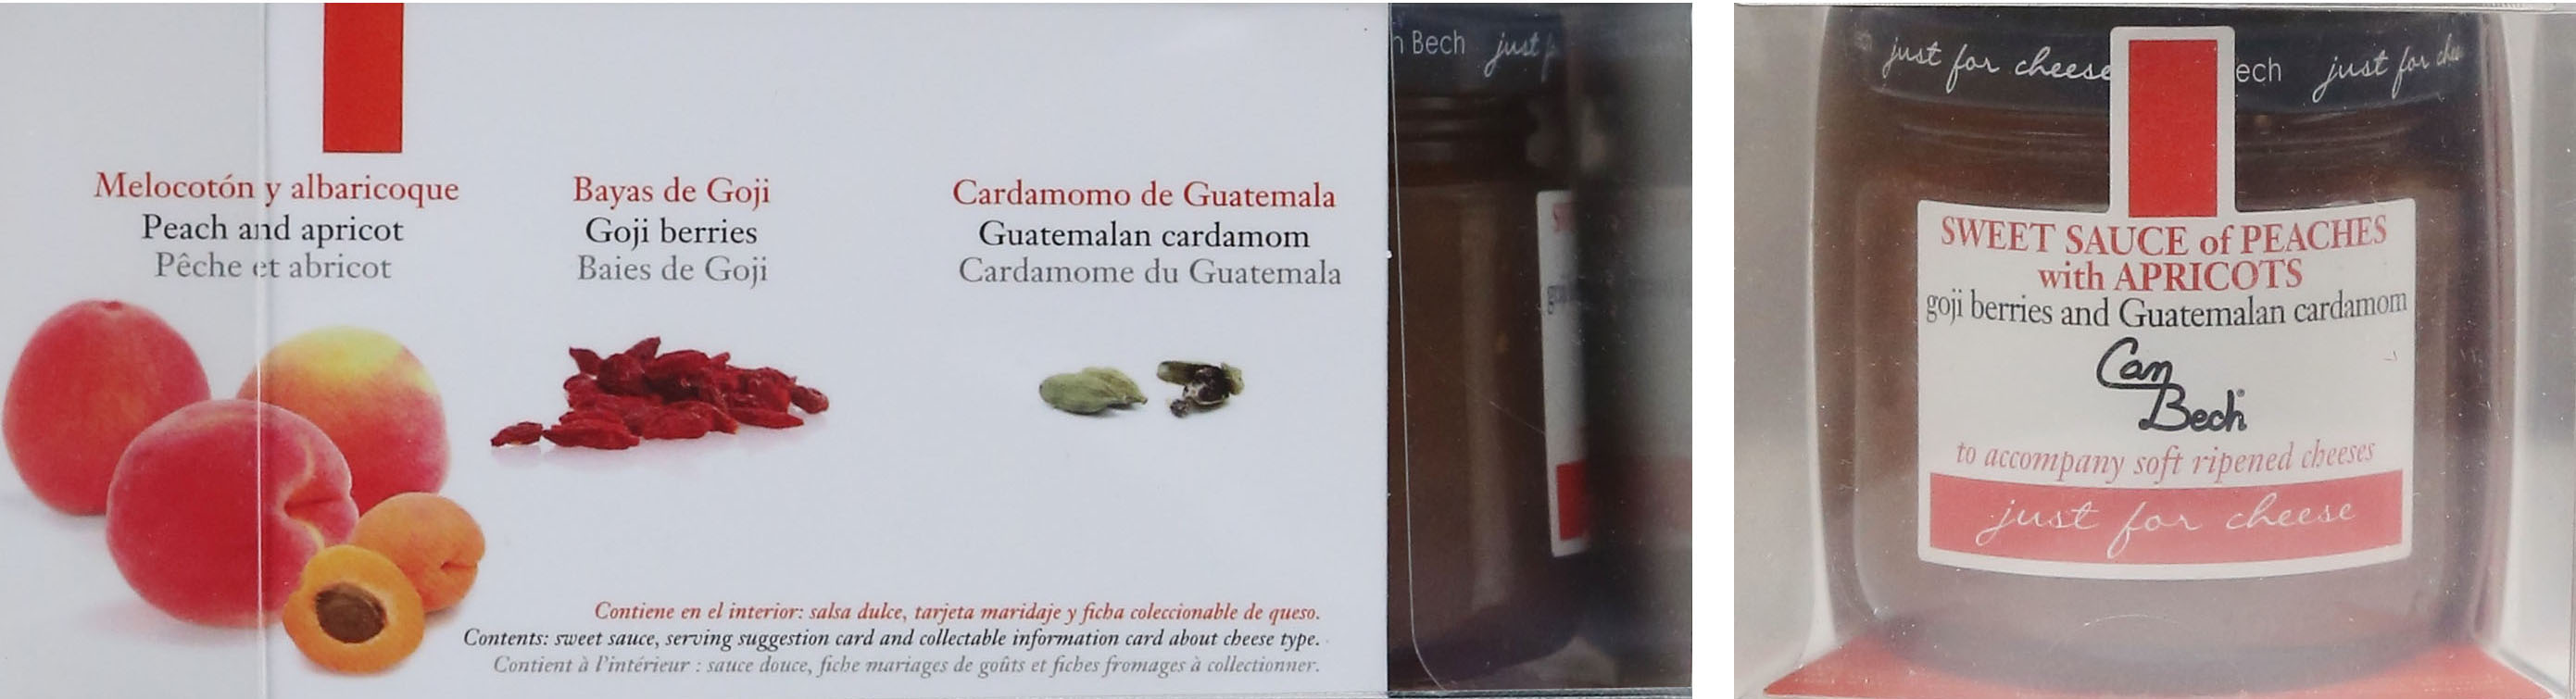 Melocotón y albaricoque
Peach and apricot
Pêche et abricot
Bayas de Goji
Goji berries
Baies de Goji
Cardamomo de Guatemala
Guatemalan cardamom
Cardamome du Guatemala
Contiene en el interior: salsa dulce, tarjeta maridaje y ficha coleccionable de queso.
Contents: sweet sauce, serving suggestion card and collectable information card about cheese type.
Contient à l'intérieur : sauce douce, fiche mariages de goûts et fiches fromages à collectionner.
Bech just
just for cheese ech just for
SWEET SAUCE of PEACHES
with APRICOTS
goji berries and Guatemalan cardamom
Can
Bech
to accompany soft ripened cheeses
just for cheese